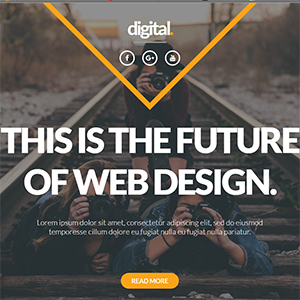 digital.
THIS IS THE FUTURE
OF WEB DESIGN.
Lorem ipsum dolor sit amet, consectetur adipiscing elit, sed do eiusmod
temporesse cillum dolore eu fugiat nulla eu fugiat nulla pariatur.
READ MORE